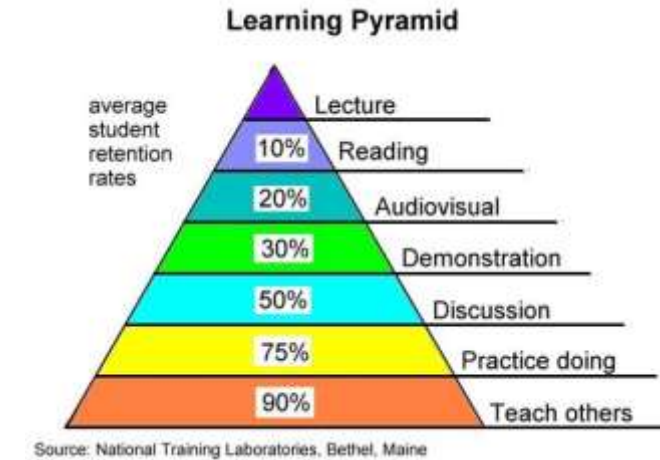 Learning Pyramid
average
student
retention
rates
Lecture
10% Reading
20% Audiovisual
30% Demonstration
50% Discussion
75% Practice doing
90% Teach others
Source: National Training Laboratories, Bethel, Maine